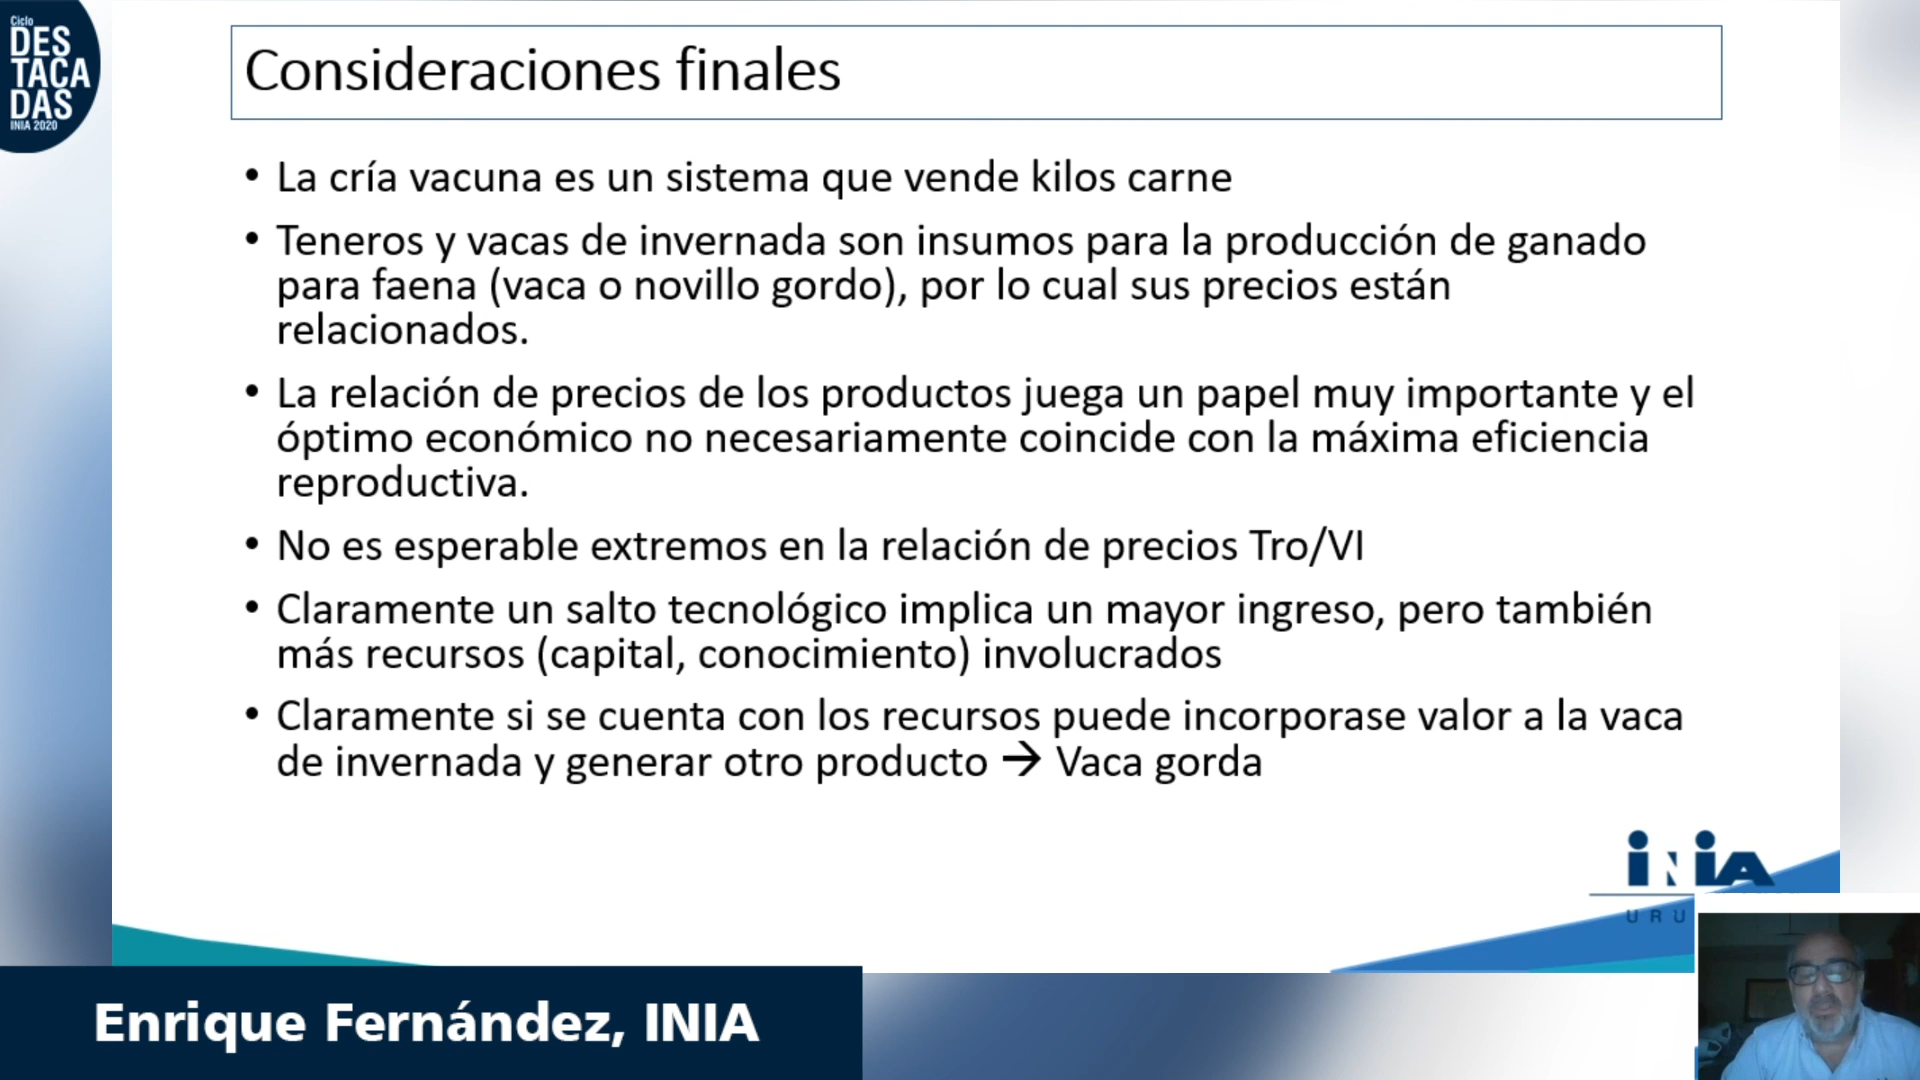 Ciclo
DES
TACA
DAS
INIA 2020
Consideraciones finales
• La cría vacuna es un sistema que vende kilos carne
• Teneros y vacas de invernada son insumos para la producción de ganado
para faena (vaca o novillo gordo), por lo cual sus precios están
relacionados.
• La relación de precios de los productos juega un papel muy importante y el
óptimo económico no necesariamente coincide con la máxima eficiencia
reproductiva.
• No es esperable extremos en la relación de precios Tro/VI
• Claramente un salto tecnológico implica un mayor ingreso, pero también
más recursos (capital, conocimiento) involucrados
• Claramente si se cuenta con los recursos puede incorporase valor a la vaca
de invernada y generar otro producto → Vaca gorda
inia
URU
Enrique Fernández, INIA